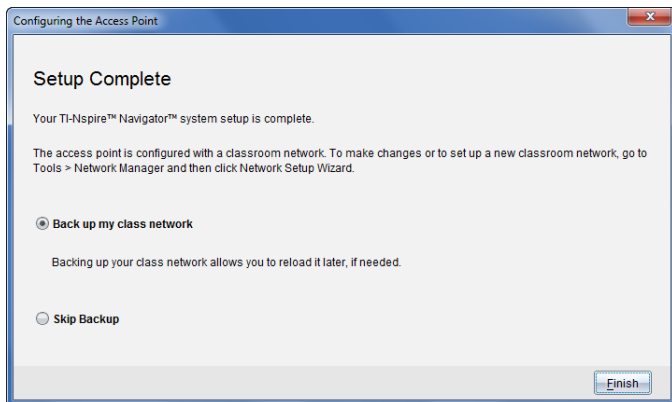 Configuring the Access Point
Setup Complete
Your TI-Nspire™ Navigator™ system setup is complete.
The access point is configured with a classroom network. To make changes or to set up a new classroom network, go to
Tools > Network Manager and then click Network Setup Wizard.
Back up my class network
Backing up your class network allows you to reload it later, if needed.
Skip Backup
Finish